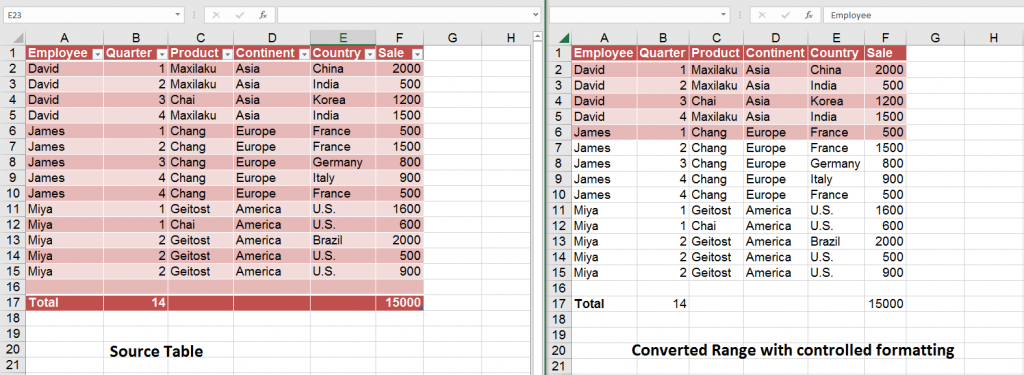 E23 fx
A B C D E F G H
1 Employee Quarter Product Continent Country Sale
2 David 1 Maxilaku Asia China 2000
3 David 2 Maxilaku Asia India 500
4 David 3 Chai Asia Korea 1200
5 David 4 Maxilaku Asia India 1500
6 James 1 Chang Europe France 500
7 James 2 Chang Europe France 1500
8 James 3 Chang Europe Germany 800
9 James 4 Chang Europe Italy 900
10 James 4 Chang Europe France 500
11 Miya 1 Geitost America U.S. 1600
12 Miya 1 Chai America U.S. 600
13 Miya 2 Geitost America Brazil 2000
14 Miya 2 Geitost America U.S. 500
15 Miya 2 Geitost America U.S. 900
16
17 Total 14 15000
18
19
20
21
Source Table
fx Employee
A B C D E F G H
1 Employee Quarter Product Continent Country Sale
2 David 1 Maxilaku Asia China 2000
3 David 2 Maxilaku Asia India 500
4 David 3 Chai Asia Korea 1200
5 David 4 Maxilaku Asia India 1500
6 James 1 Chang Europe France 500
7 James 2 Chang Europe France 1500
8 James 3 Chang Europe Germany 800
9 James 4 Chang Europe Italy 900
10 James 4 Chang Europe France 500
11 Miya 1 Geitost America U.S. 1600
12 Miya 1 Chai America U.S. 600
13 Miya 2 Geitost America Brazil 2000
14 Miya 2 Geitost America U.S. 500
15 Miya 2 Geitost America U.S. 900
16
17 Total 14 15000
18
19
20
21
Converted Range with controlled formatting